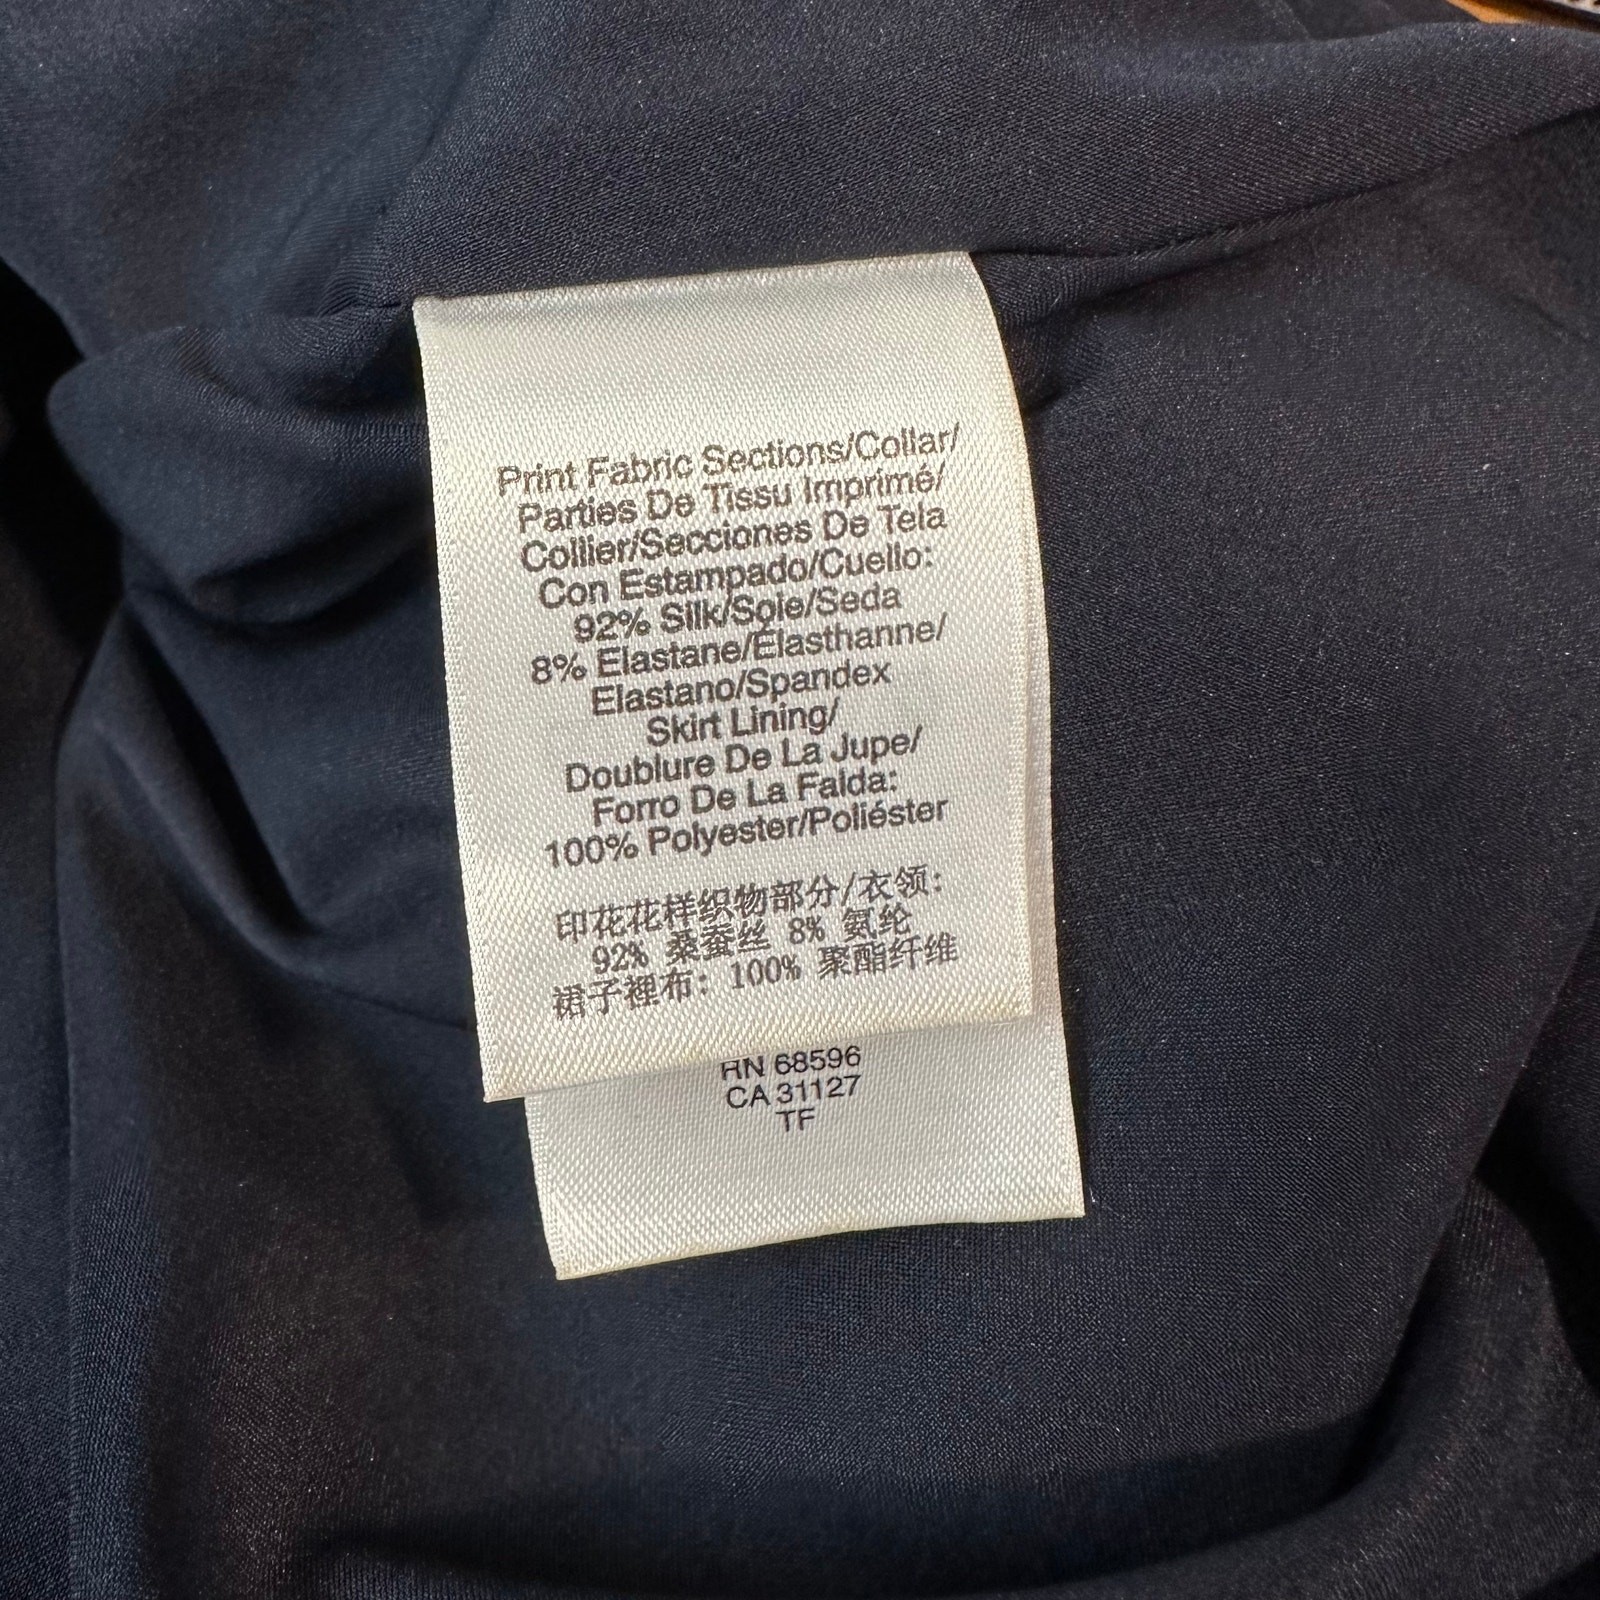 Print Fabric Sections/Collar/
Parties De Tissu Imprimé/
Collier/Secciones De Tela
Con Estampado/Cuello:
92% Silk/Soie/Seda
8% Elastane/Élasthanne/
Elastano/Spandex
Skirt Lining/
Doublure De La Jupe/
Forro De La Falda:
100% Polyester/Poliéster
印花花样织物部分/衣领:
92% 桑蚕丝 8% 氨纶
裙子裡布: 100% 聚酯纤维
RN 68596
CA 31127
TF